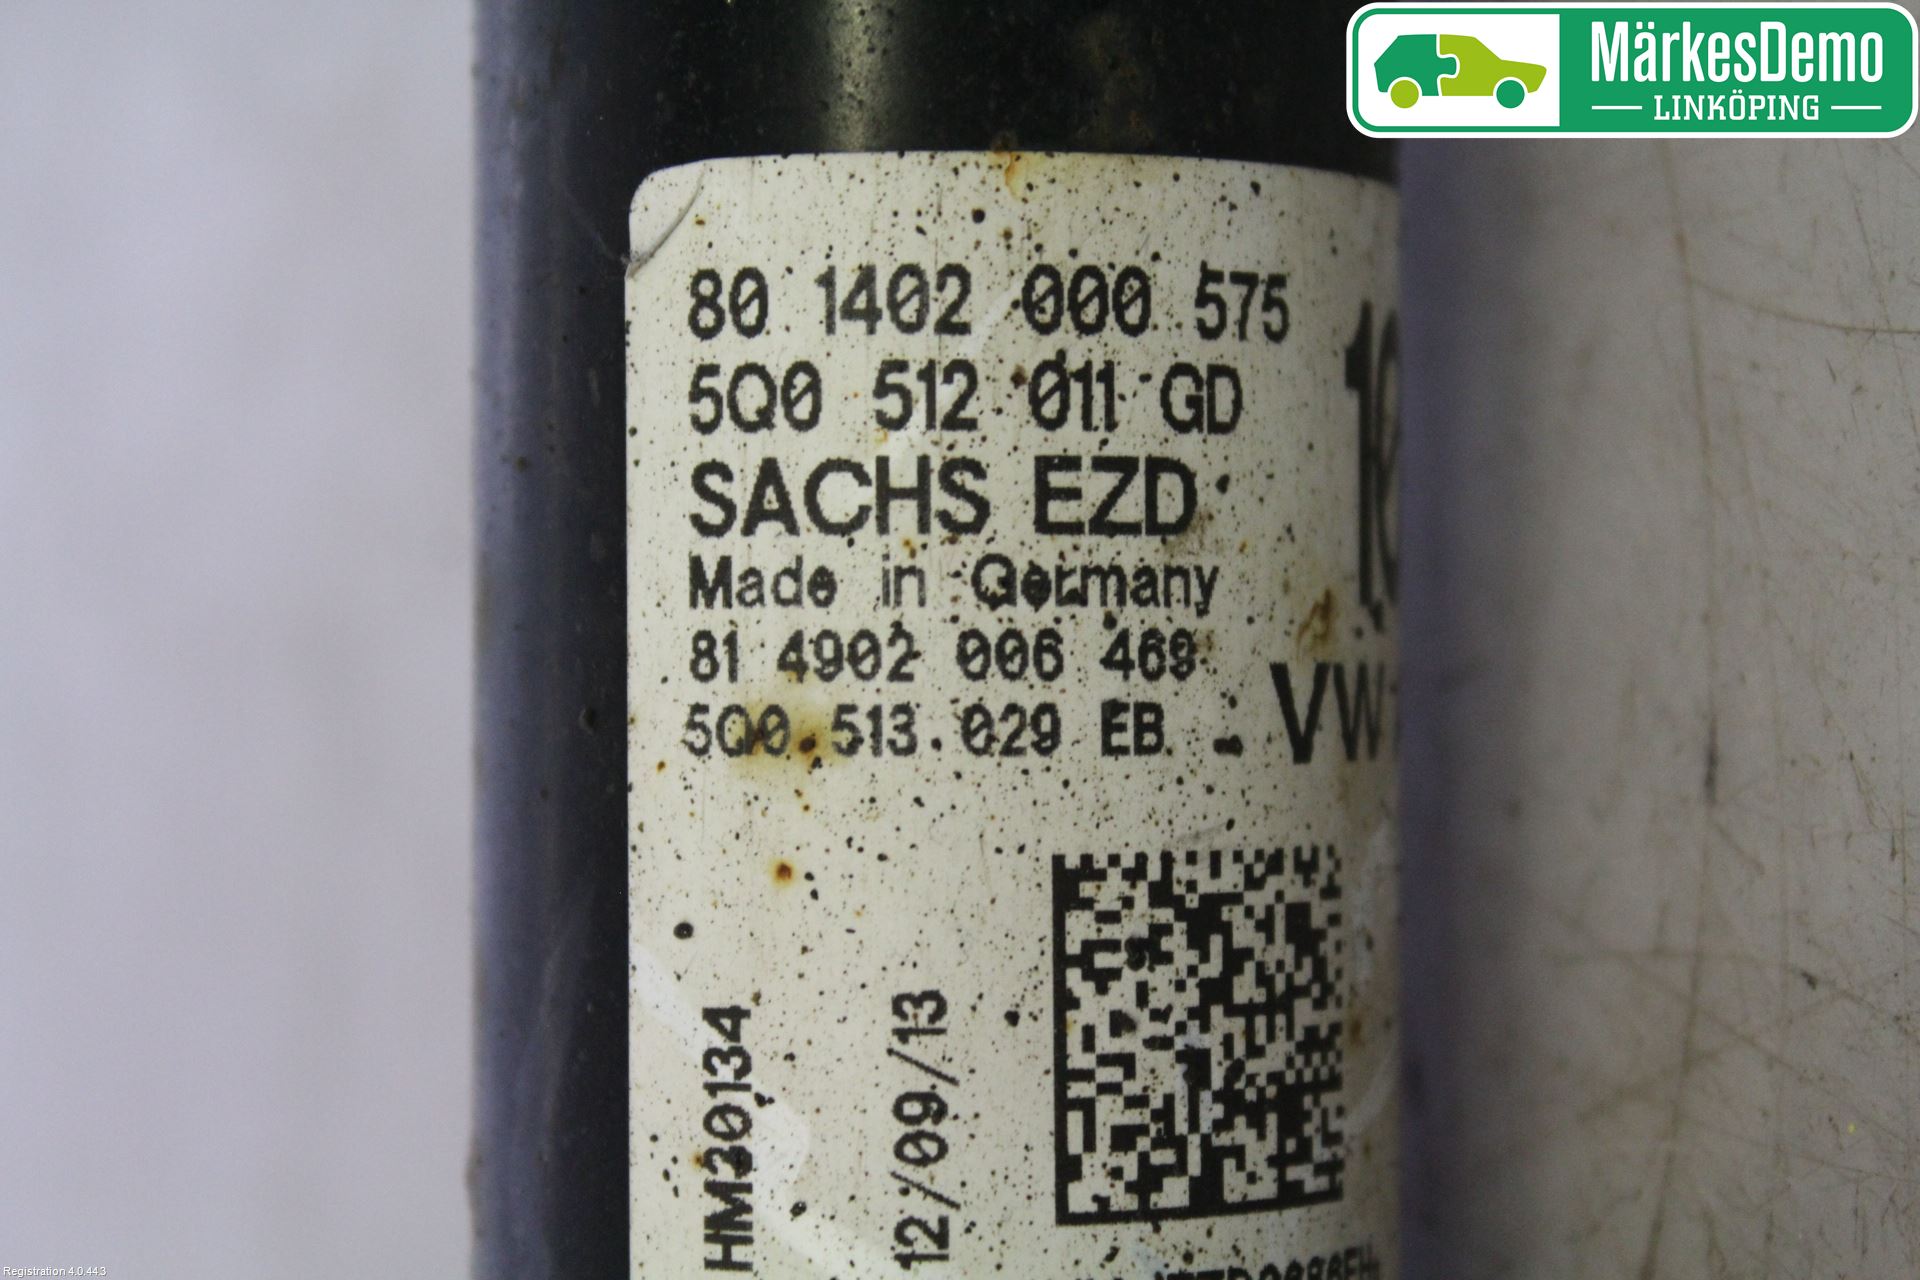 MärkesDemo
LINKÖPING
80 1402 000 575
5Q0 512 011 GD
SACHS EZD
Made in Germany
81 4902 006 469
5Q0 513 029 EB
VW
HM30134
12/09/13
Registration 4.0.44.3